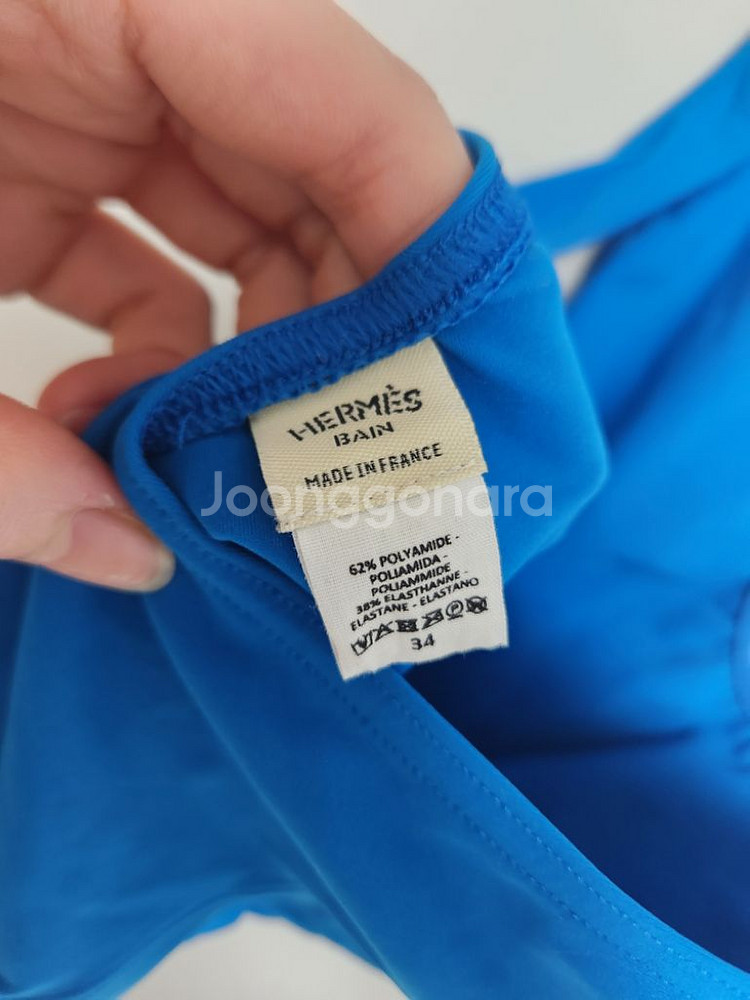 HERMÈS
BAIN
MADE IN FRANCE
Joonggonara
62% POLYAMIDE -
POLIAMIDA -
POLIAMMIDE
38% ELASTHANNE -
ELASTANE - ELASTANO
34